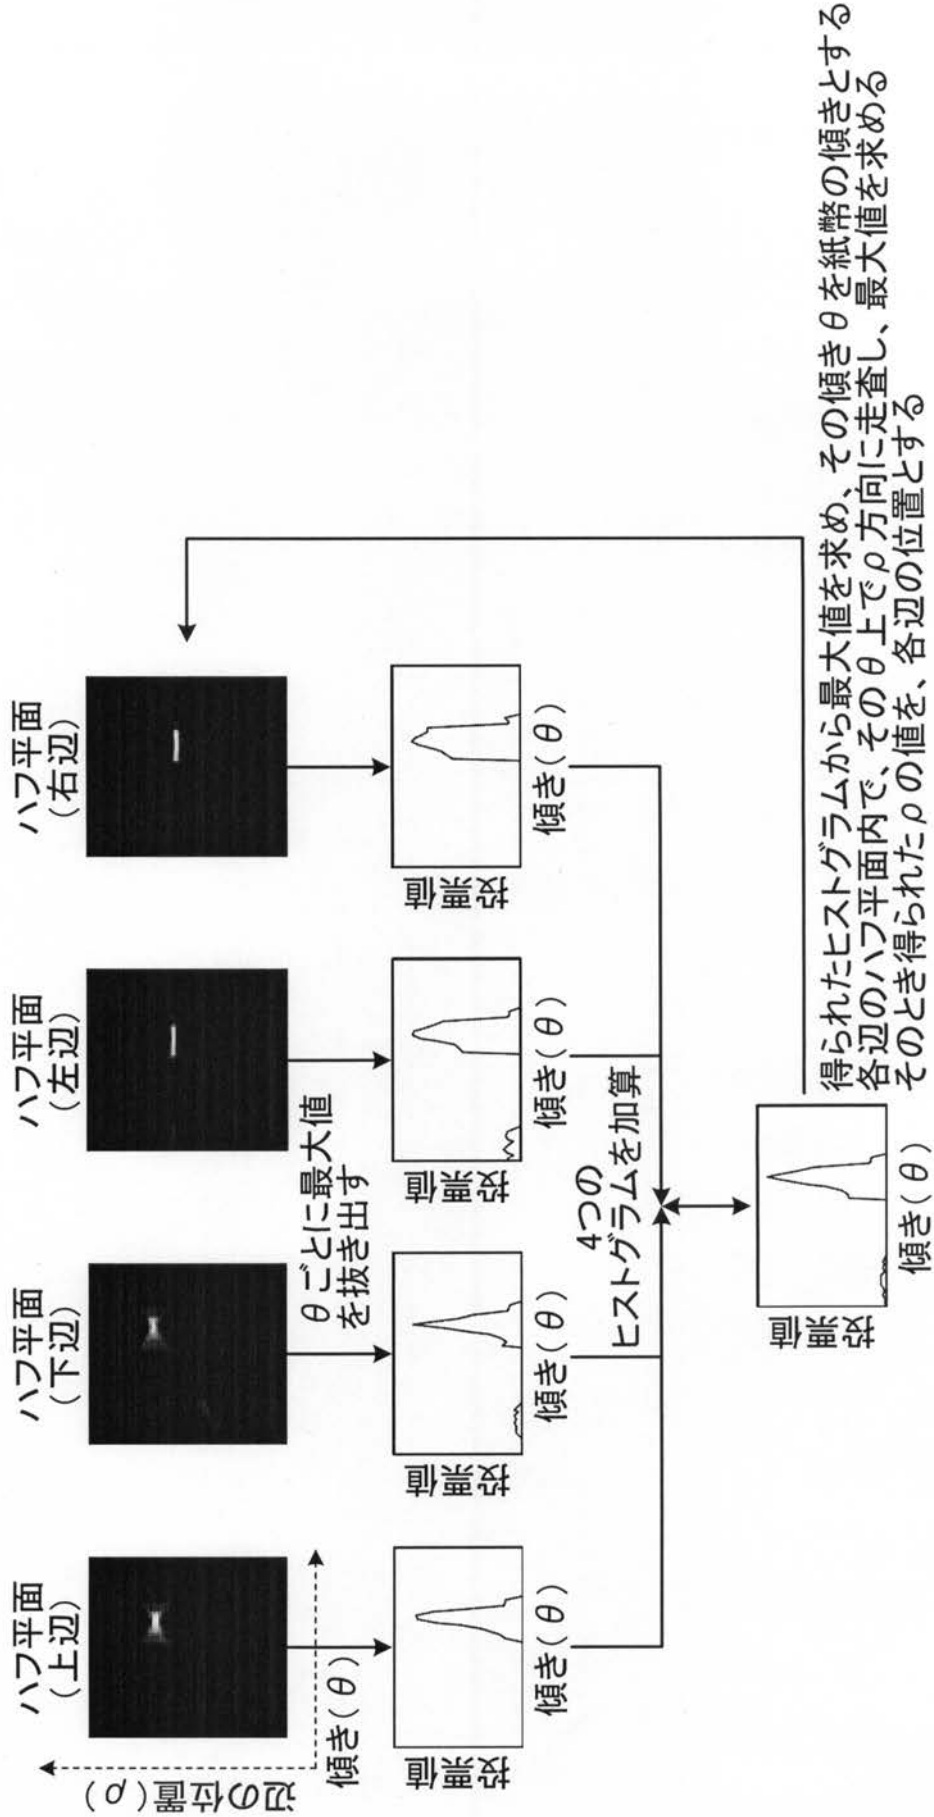 ハフ平面
(上辺)
ハフ平面
(下辺)
ハフ平面
(左辺)
ハフ平面
(右辺)
辺の位置(ρ)
傾き(θ)
θごとに最大値
を抜き出す
投票値
傾き(θ)
投票値
傾き(θ)
投票値
傾き(θ)
投票値
傾き(θ)
4つの
ヒストグラムを加算
投票値
傾き(θ)
得られたヒストグラムから最大値を求め、その傾きθを紙幣の傾きとする
各辺のハフ平面内で、そのθ上でρ方向に走査し、最大値を求める
そのとき得られたρの値を、各辺の位置とする